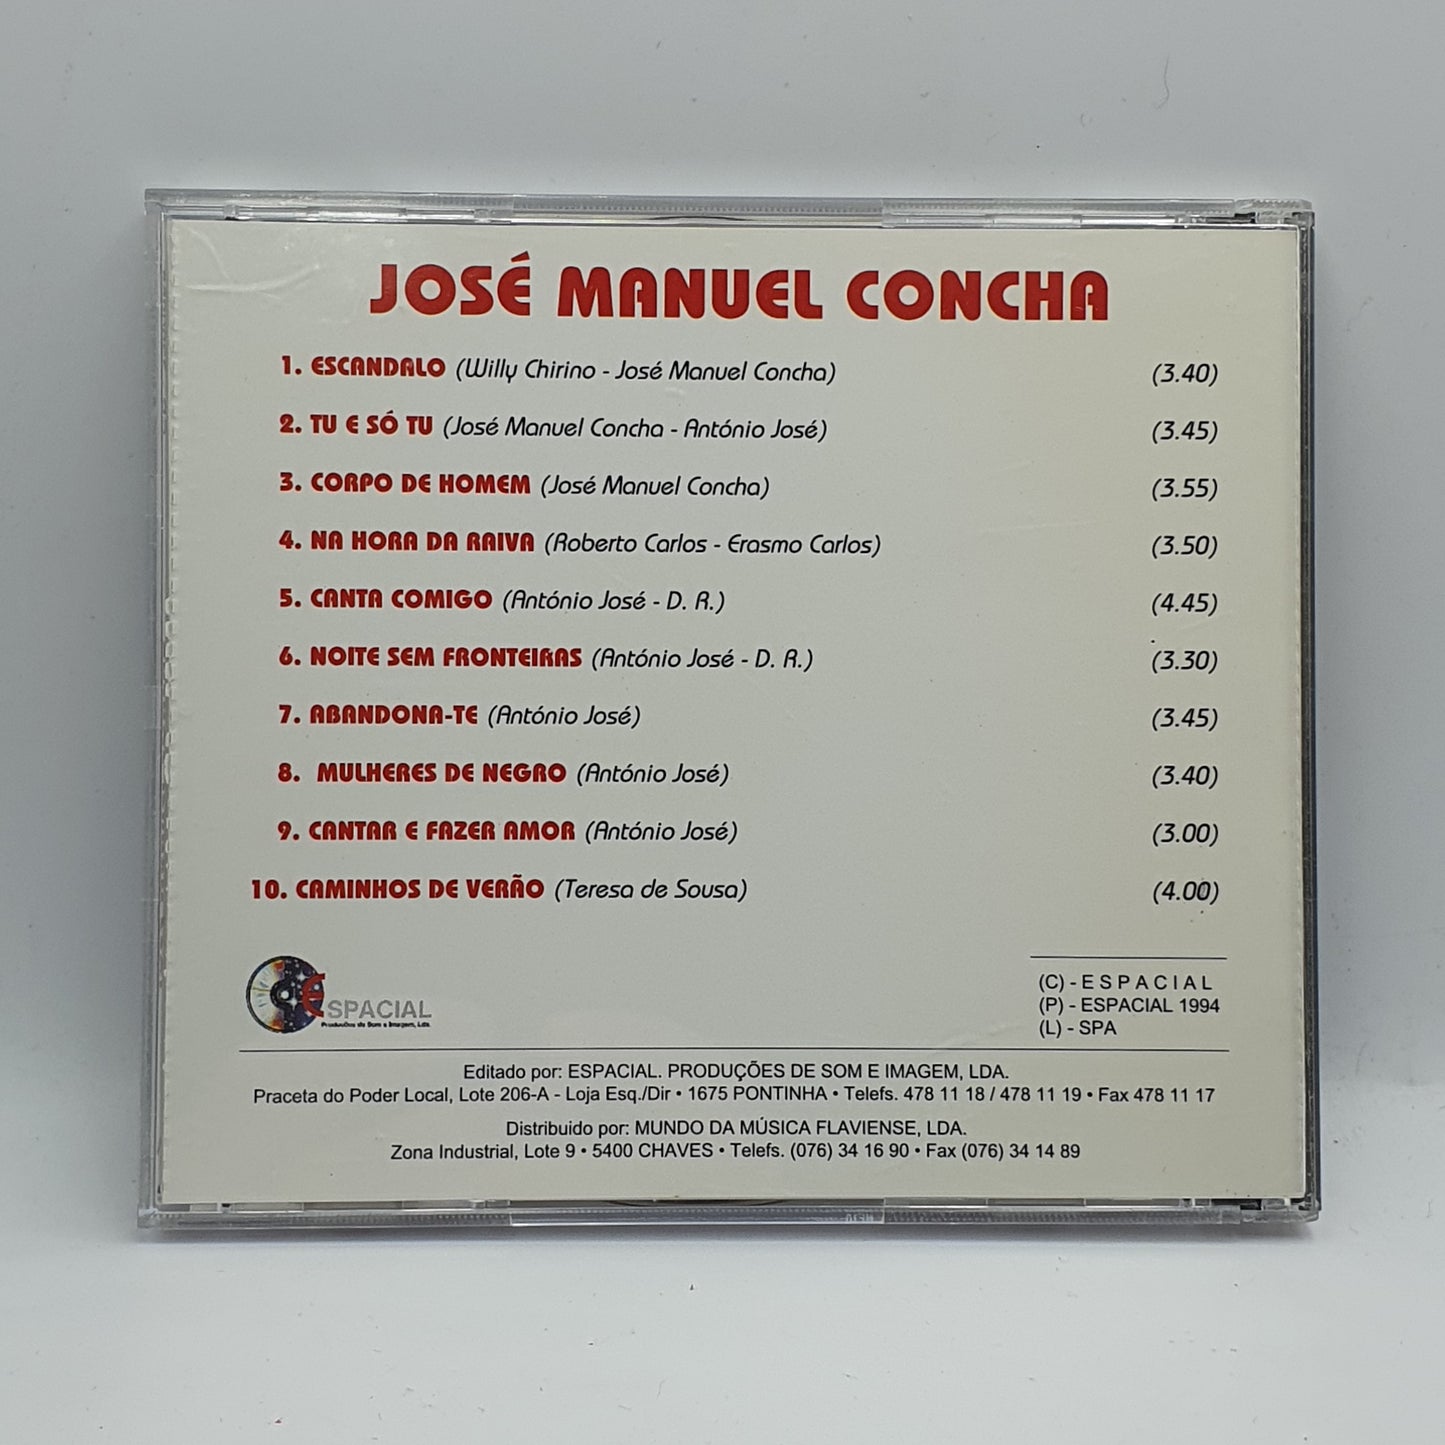 JOSÉ MANUEL CONCHA
1. ESCANDALO (Willy Chirino - José Manuel Concha) (3.40)
2. TU E SÓ TU (José Manuel Concha - António José) (3.45)
3. CORPO DE HOMEM (José Manuel Concha) (3.55)
4. NA HORA DA RAIVA (Roberto Carlos - Erasmo Carlos) (3.50)
5. CANTA COMIGO (António José - D. R.) (4.45)
6. NOITE SEM FRONTEIRAS (António José - D. R.) (3.30)
7. ABANDONA-TE (António José) (3.45)
8. MULHERES DE NEGRO (António José) (3.40)
9. CANTAR E FAZER AMOR (António José) (3.00)
10. CAMINHOS DE VERÃO (Teresa de Sousa) (4.00)
ESPACIAL
Produções de Som e Imagem, Lda.
(C) - E S P A C I A L
(P) - ESPACIAL 1994
(L) - SPA
Editado por: ESPACIAL. PRODUÇÕES DE SOM E IMAGEM, LDA.
Praceta do Poder Local, Lote 206-A - Loja Esq./Dir • 1675 PONTINHA • Telefs. 478 11 18 / 478 11 19 • Fax 478 11 17
Distribuido por: MUNDO DA MÚSICA FLAVIENSE, LDA.
Zona Industrial, Lote 9 • 5400 CHAVES • Telefs. (076) 34 16 90 • Fax (076) 34 14 89